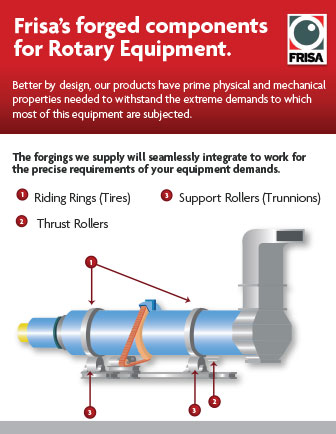 Frisa's forged components
for Rotary Equipment.
FRISA
Better by design, our products have prime physical and mechanical
properties needed to withstand the extreme demands to which
most of this equipment are subjected.
The forgings we supply will seamlessly integrate to work for
the precise requirements of your equipment demands.
1 Riding Rings (Tires)
3 Support Rollers (Trunnions)
2 Thrust Rollers
1
2
3
3